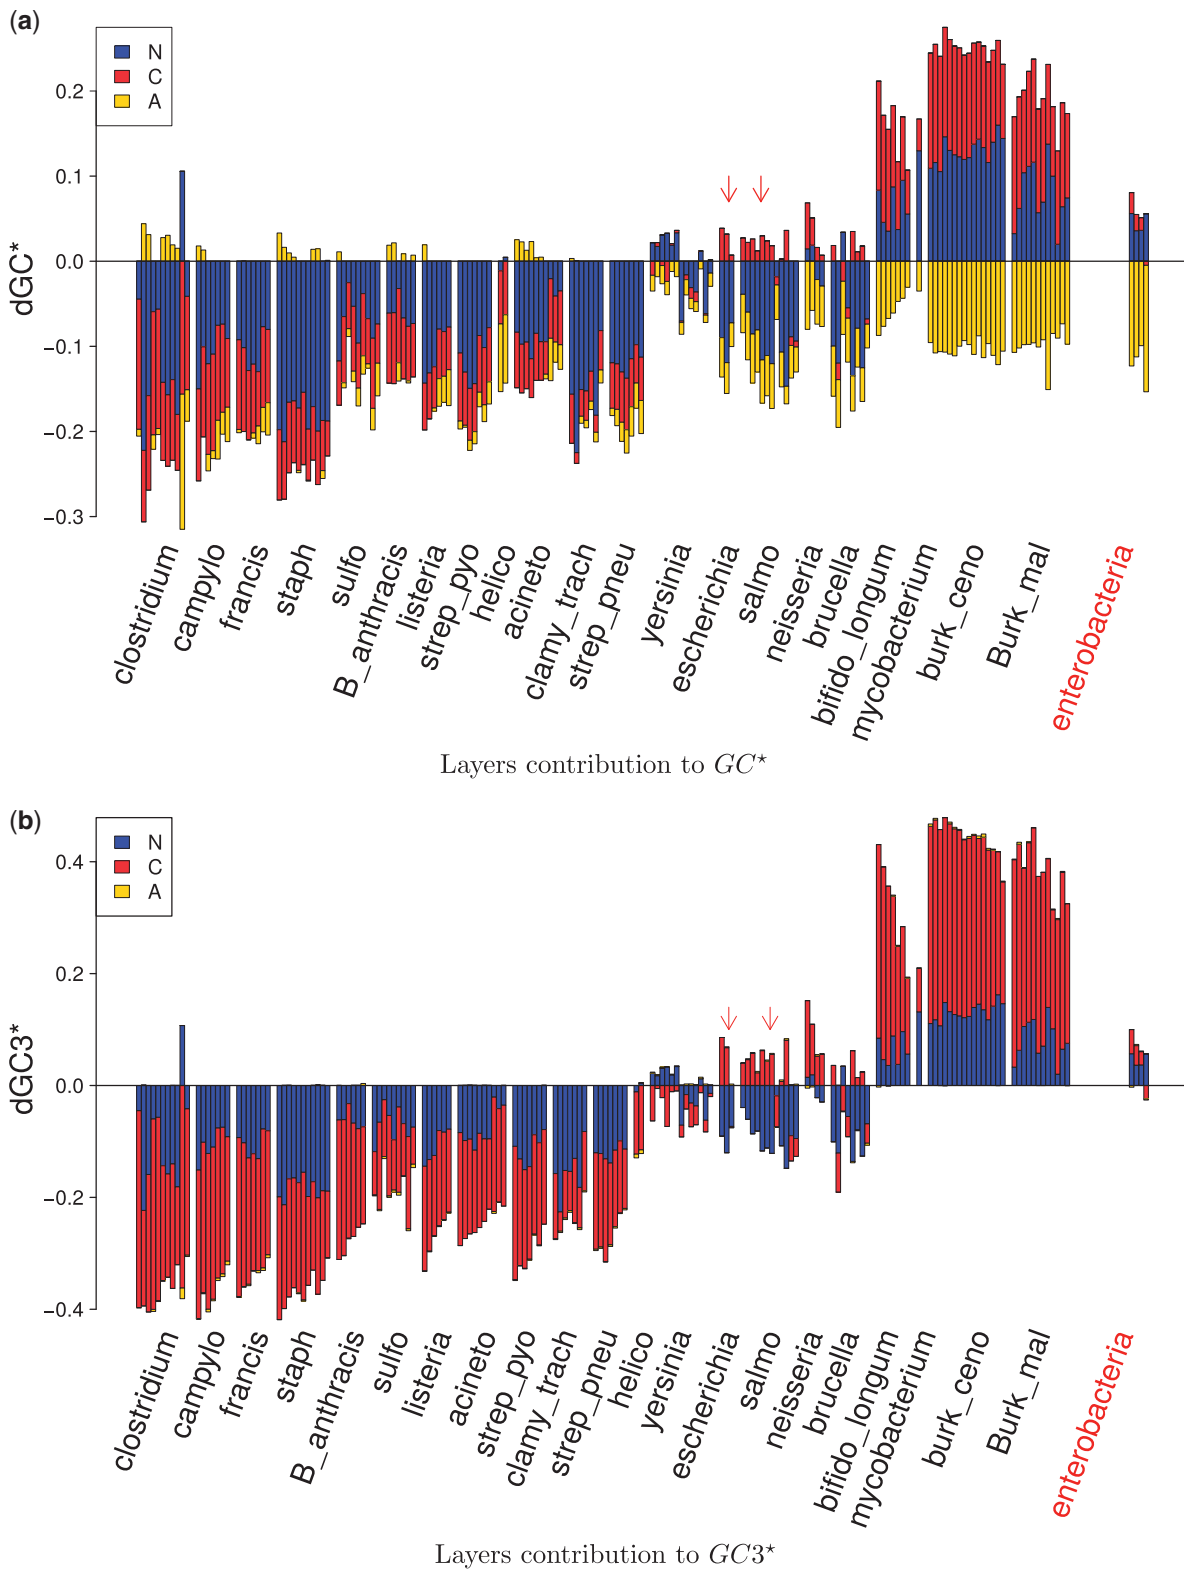 (a)
N
C
A
dGC*
0.2
0.1
0.0
−0.1
−0.2
−0.3
clostridium
campylo
francis
staph
sulfo
B_anthracis
listeria
strep_pyo
helico
acineto
clamy_trach
strep_pneu
yersinia
escherichia
salmo
neisseria
brucella
bifido_longum
mycobacterium
burk_ceno
Burk_mal
enterobacteria
Layers contribution to GC⋆
(b)
N
C
A
dGC3*
0.4
0.2
0.0
−0.2
−0.4
clostridium
campylo
francis
staph
B_anthracis
sulfo
listeria
acineto
strep_pyo
clamy_trach
strep_pneu
helico
yersinia
escherichia
salmo
neisseria
brucella
bifido_longum
mycobacterium
burk_ceno
Burk_mal
enterobacteria
Layers contribution to GC3⋆